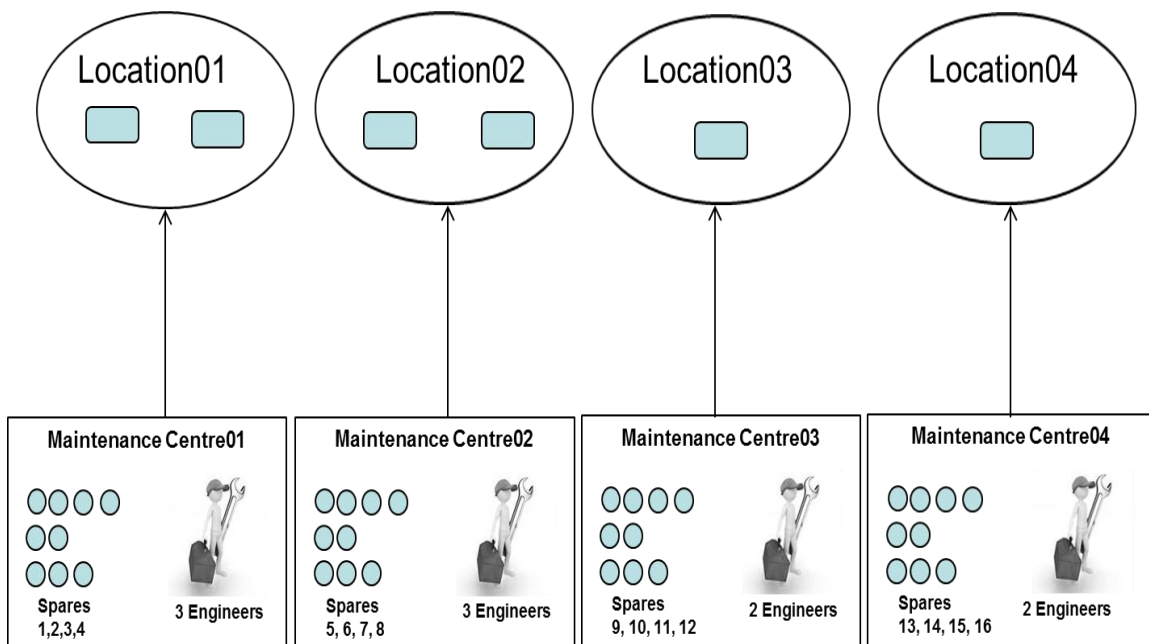 Location01
Location02
Location03
Location04
Maintenance Centre01
Spares
1,2,3,4
3 Engineers
Maintenance Centre02
Spares
5, 6, 7, 8
3 Engineers
Maintenance Centre03
Spares
9, 10, 11, 12
2 Engineers
Maintenance Centre04
Spares
13, 14, 15, 16
2 Engineers